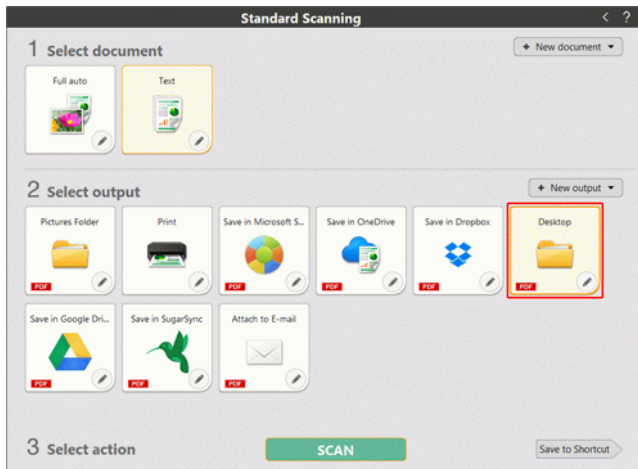 Standard Scanning < ?
1 Select document + New document
Full auto Text
2 Select output + New output
Pictures Folder Print Save in Microsoft S... Save in OneDrive Save in Dropbox Desktop
PDF PDF PDF PDF PDF
Save in Google Dri... Save in SugarSync Attach to E-mail
PDF PDF PDF
3 Select action SCAN Save to Shortcut